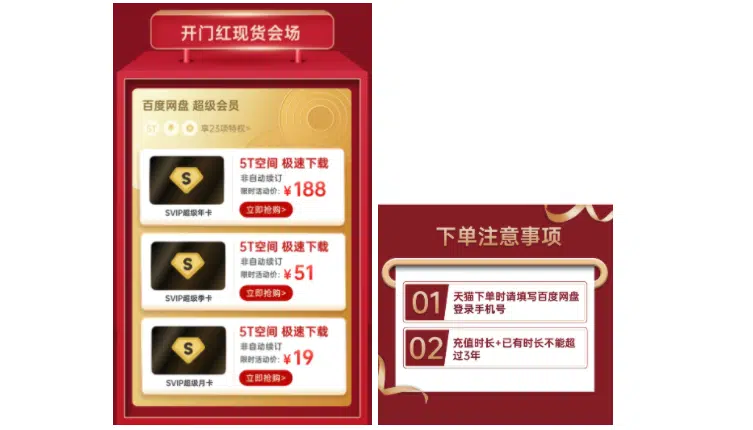 开门红现货会场
百度网盘 超级会员
5T
享23项特权>
S
SVIP超级年卡
5T空间 极速下载
非自动续订
限时活动价: ¥188
立即抢购>
S
SVIP超级季卡
5T空间 极速下载
非自动续订
限时活动价: ¥51
立即抢购>
S
SVIP超级月卡
5T空间 极速下载
非自动续订
限时活动价: ¥19
立即抢购>
下单注意事项
01
天猫下单时请填写百度网盘
登录手机号
02
充值时长+已有时长不能超
过3年